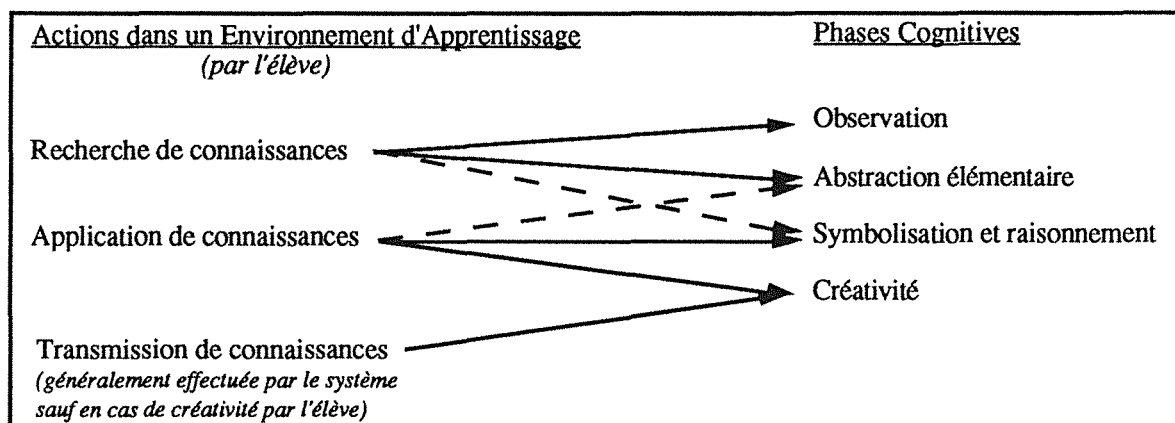 Actions dans un Environnement d'Apprentissage
(par l'élève)
Phases Cognitives
Recherche de connaissances
Application de connaissances
Transmission de connaissances
(généralement effectuée par le système
sauf en cas de créativité par l'élève)
Observation
Abstraction élémentaire
Symbolisation et raisonnement
Créativité